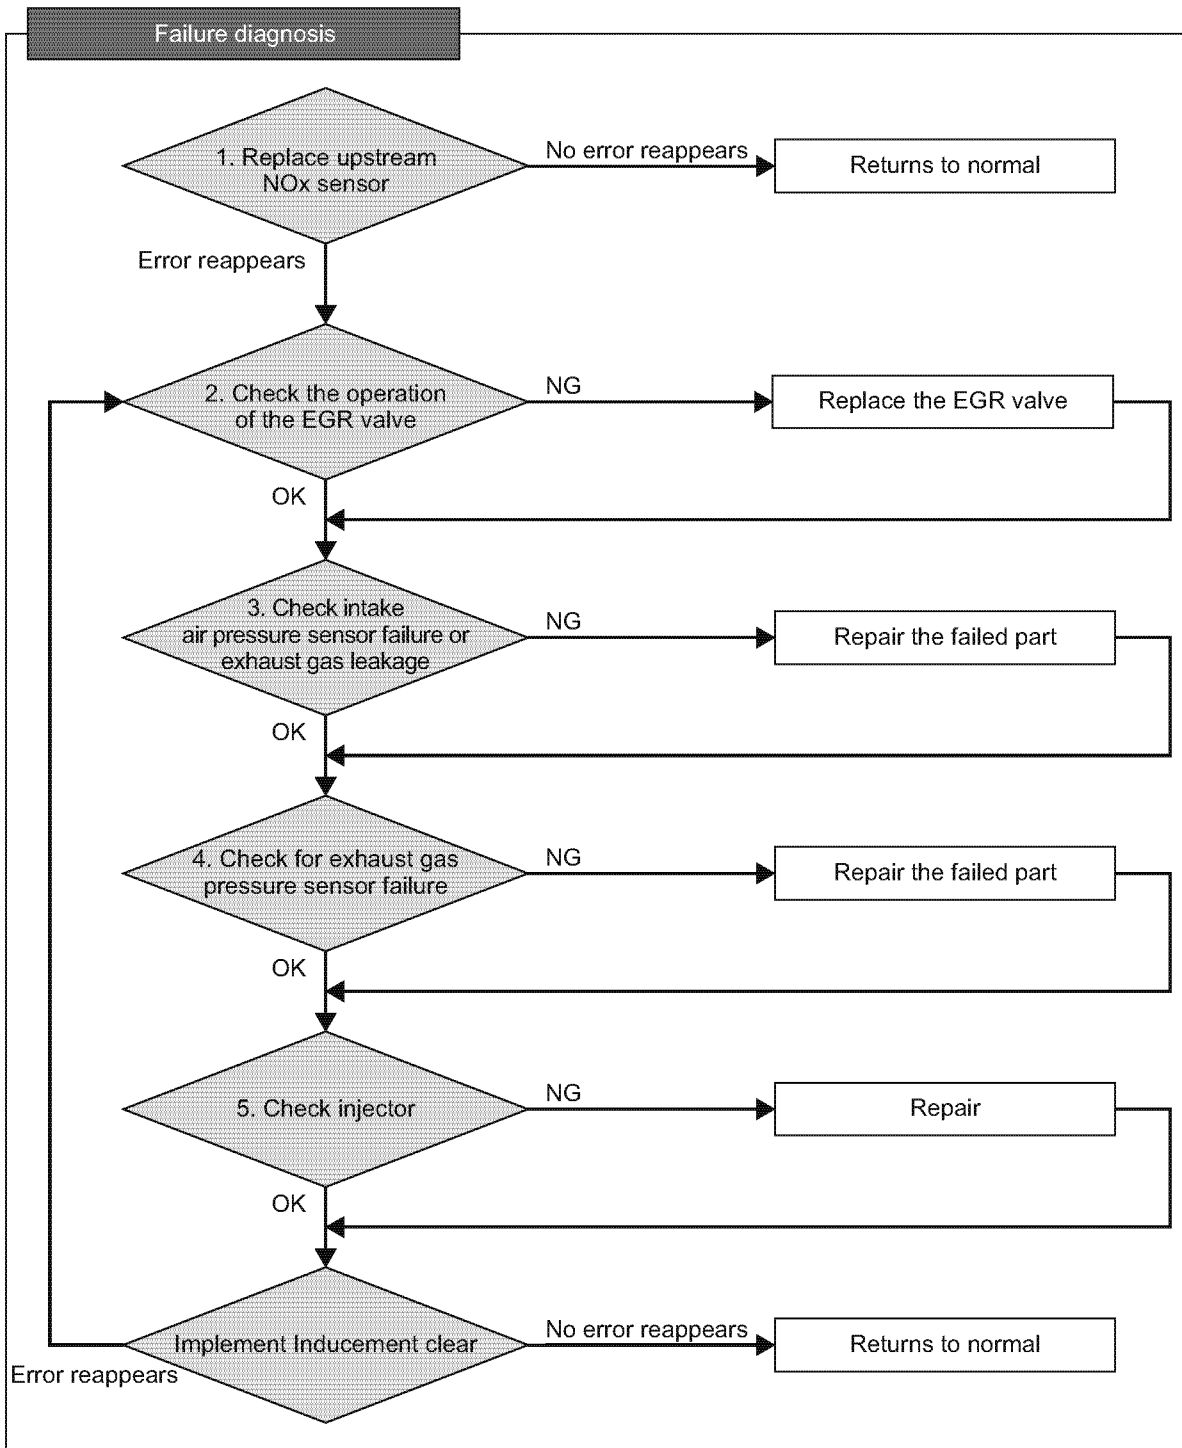 Failure diagnosis
1. Replace upstream
NOx sensor
No error reappears
Returns to normal
Error reappears
2. Check the operation
of the EGR valve
NG
Replace the EGR valve
OK
3. Check intake
air pressure sensor failure or
exhaust gas leakage
NG
Repair the failed part
OK
4. Check for exhaust gas
pressure sensor failure
NG
Repair the failed part
OK
5. Check injector
NG
Repair
OK
Implement Inducement clear
No error reappears
Returns to normal
Error reappears